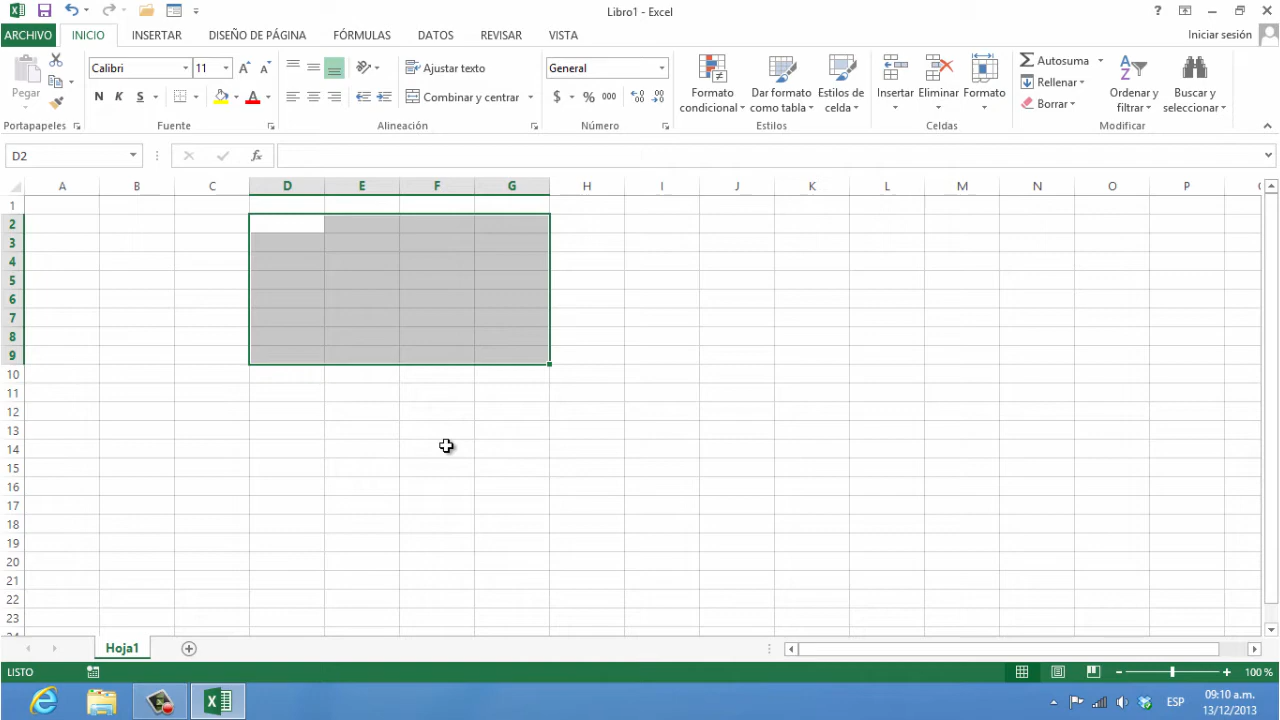 Libro1 - Excel
?
ARCHIVO INICIO INSERTAR DISEÑO DE PÁGINA FÓRMULAS DATOS REVISAR VISTA Iniciar sesión
Pegar
Calibri 11
N K S
General
$ % 000
Ajustar texto
Combinar y centrar
Formato condicional
Dar formato como tabla
Estilos de celda
Insertar Eliminar Formato
Autosuma
Rellenar
Borrar
Ordenar y filtrar
Buscar y seleccionar
Portapapeles Fuente Alineación Número Estilos Celdas Modificar
D2 fx
A B C D E F G H I J K L M N O P
1
2
3
4
5
6
7
8
9
10
11
12
13
14
15
16
17
18
19
20
21
22
23
Hoja1
LISTO 100 %
ESP
09:10 a.m.
13/12/2013